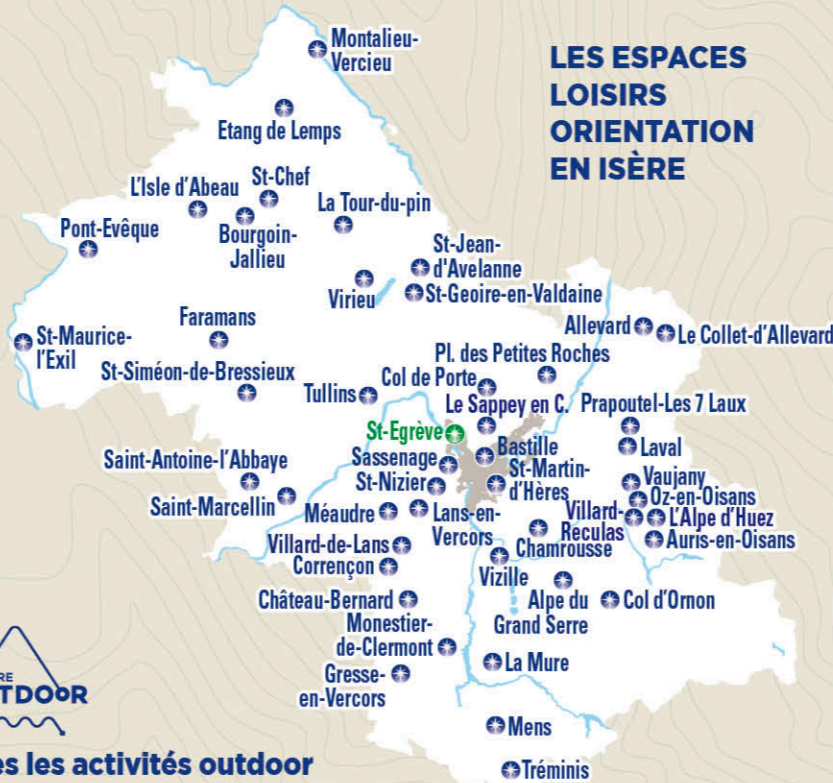 LES ESPACES
LOISIRS
ORIENTATION
EN ISÈRE
Montalieu-
Vercieu
Etang de Lemps
L'Isle d'Abeau
St-Chef
La Tour-du-pin
Pont-Evêque
Bourgoin-
Jallieu
St-Jean-
d'Avelanne
Virieu
St-Geoire-en-Valdaine
Faramans
St-Maurice-
l'Exil
Allevard
Le Collet-d'Allevard
Pl. des Petites Roches
St-Siméon-de-Bressieux
Tullins
Col de Porte
Le Sappey en C.
Prapoutel-Les 7 Laux
St-Egrève
Bastille
Laval
Saint-Antoine-l'Abbaye
Sassenage
St-Martin-
d'Hères
Vaujany
St-Nizier
Oz-en-Oisans
Saint-Marcellin
Méaudre
Lans-en-
Vercors
Villard-
Reculas
L'Alpe d'Huez
Chamrousse
Auris-en-Oisans
Villard-de-Lans
Corrençon
Vizille
Château-Bernard
Alpe du
Grand Serre
Col d'Ornon
Monestier-
de-Clermont
La Mure
Gresse-
en-Vercors
Mens
Tréminis
RE
TDOOR
es les activités outdoor